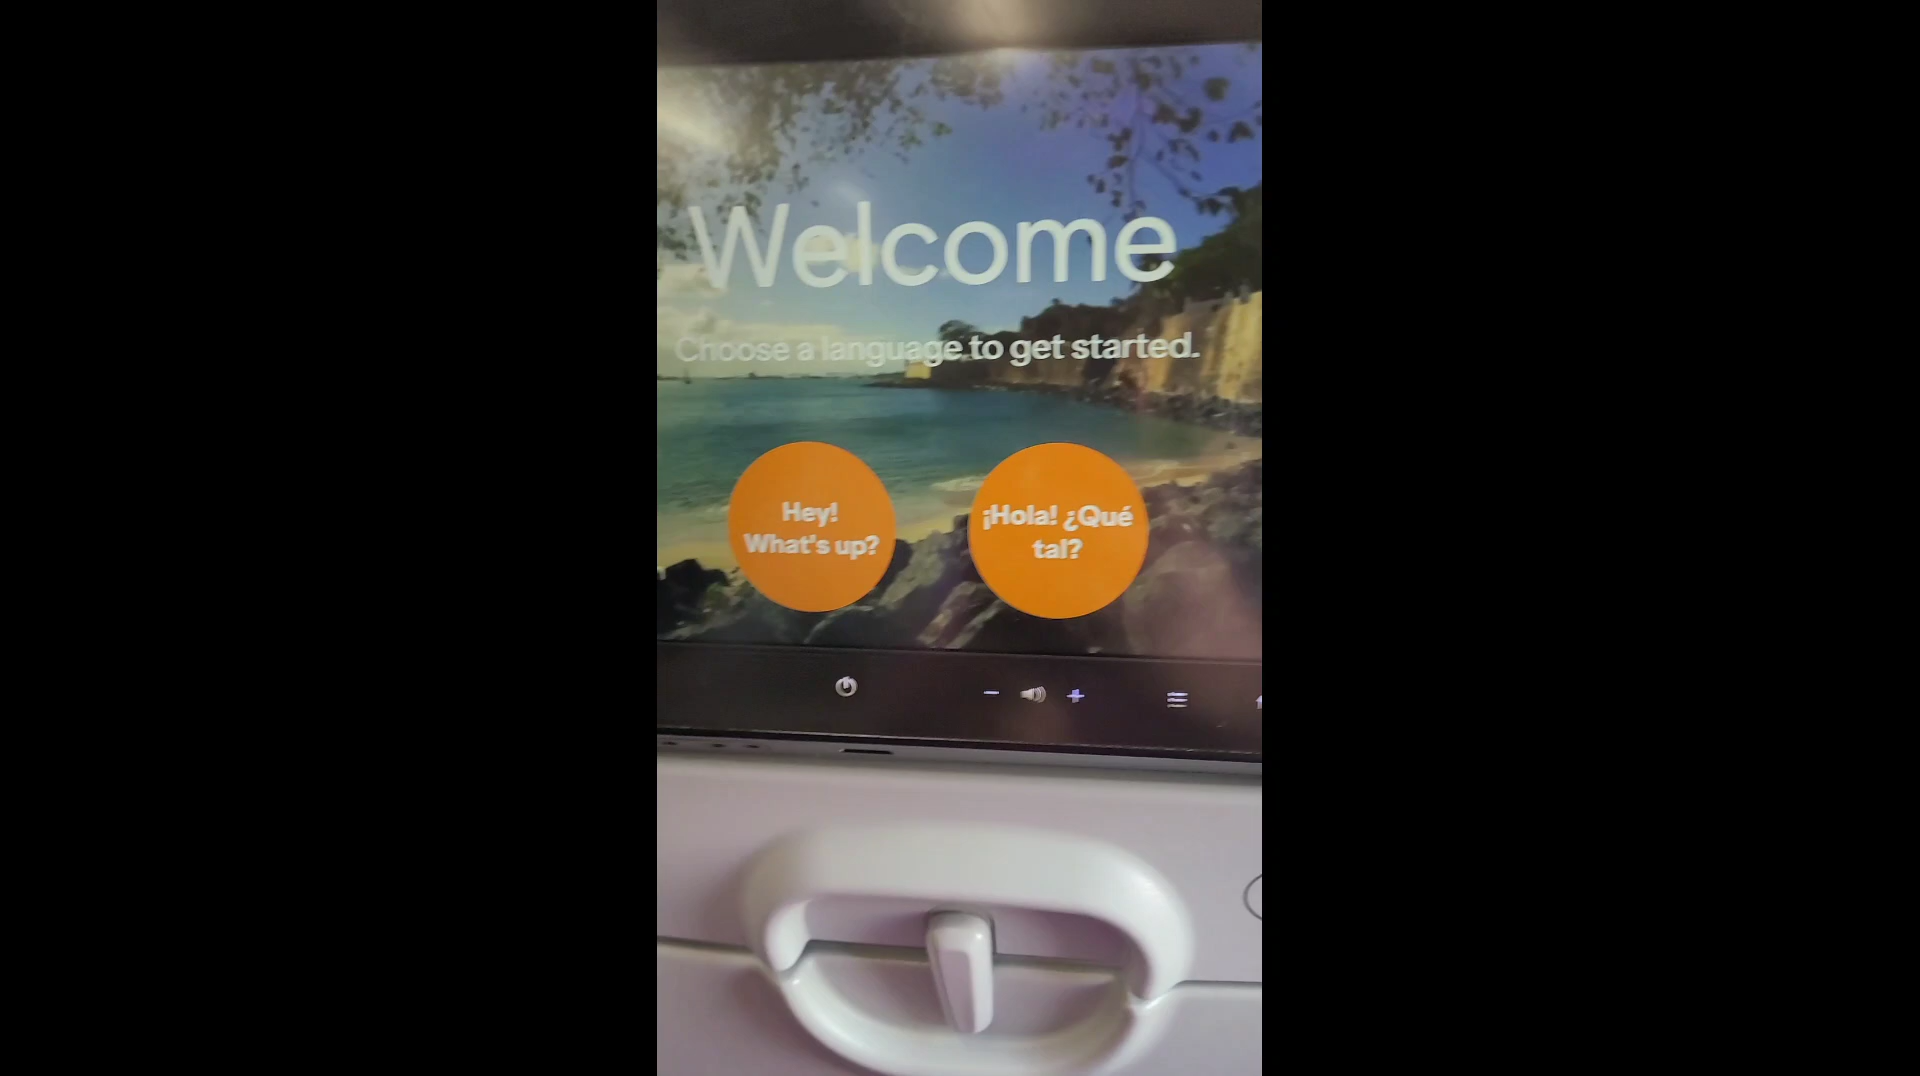 Welcome
Choose a language to get started.
Hey!
What's up?
¡Hola! ¿Qué
tal?